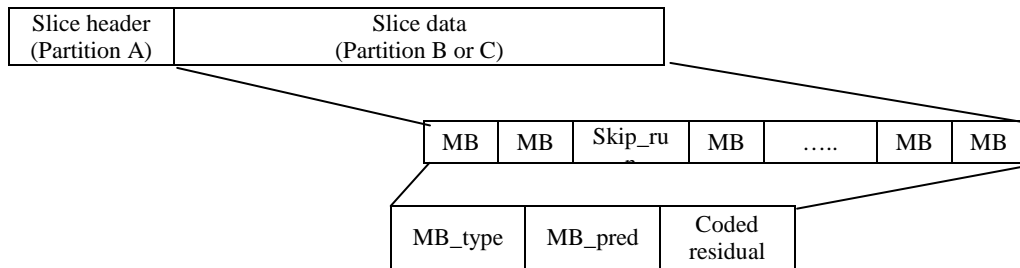 Slice header
(Partition A)
Slice data
(Partition B or C)
MB
MB
Skip_ru
MB
…..
MB
MB
MB_type
MB_pred
Coded
residual